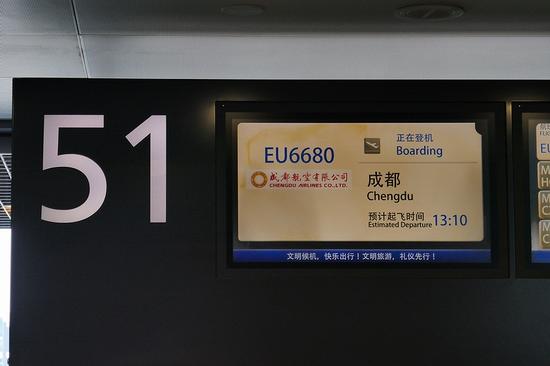 51
EU6680
成都航空有限公司
CHENGDU AIRLINES CO.,LTD.
正在登机
Boarding
成都
Chengdu
预计起飞时间
Estimated Departure
13:10
文明候机，快乐出行！文明旅游，礼仪先行！
EU